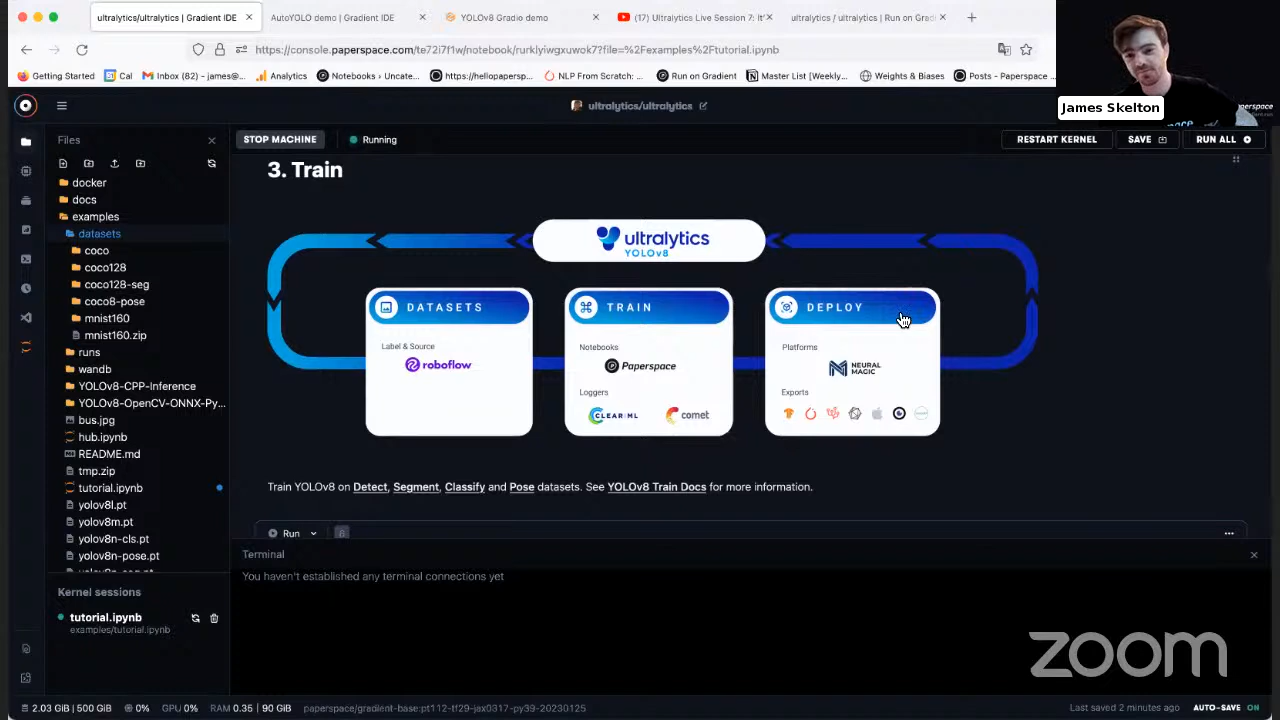 ultralytics/ultralytics | Gradient IDE
AutoYOLO demo | Gradient IDE
YOLOv8 Gradio demo
(17) Ultralytics Live Session 7: It'
ultralytics / ultralytics | Run on Grad
https://console.paperspace.com/te72i7f1w/notebook/rurklyiwgxuwok7?file=%2Fexamples%2Ftutorial.ipynb
Getting Started
Cal
Inbox (82) - james@...
Analytics
Notebooks › Uncate...
https://hellopapersp...
NLP From Scratch: ...
Run on Gradient
Master List [Weekly...
Weights & Biases
Posts - Paperspace
James Skelton
ultralytics/ultralytics
Files
STOP MACHINE
Running
RESTART KERNEL
SAVE
RUN ALL
docker
docs
examples
datasets
coco
coco128
coco128-seg
coco8-pose
mnist160
mnist160.zip
runs
wandb
YOLOv8-CPP-Inference
YOLOv8-OpenCV-ONNX-Py...
bus.jpg
hub.ipynb
README.md
tmp.zip
tutorial.ipynb
yolov8l.pt
yolov8m.pt
yolov8n-cls.pt
yolov8n-pose.pt
yolov8n-seg.pt
Kernel sessions
tutorial.ipynb
examples/tutorial.ipynb
3. Train
ultralytics
YOLOv8
DATASETS
Label & Source
roboflow
TRAIN
Notebooks
Paperspace
Loggers
CLEAR|ML
comet
DEPLOY
Platforms
NEURAL
MAGIC
Exports
Train YOLOv8 on Detect, Segment, Classify and Pose datasets. See YOLOv8 Train Docs for more information.
Run
Terminal
You haven't established any terminal connections yet
zoom
2.03 GiB | 500 GiB
0%
GPU 0%
RAM 0.35 | 90 GiB
paperspace/gradient-base:pt112-tf29-jax0317-py39-20230125
Last saved 2 minutes ago
AUTO-SAVE ON